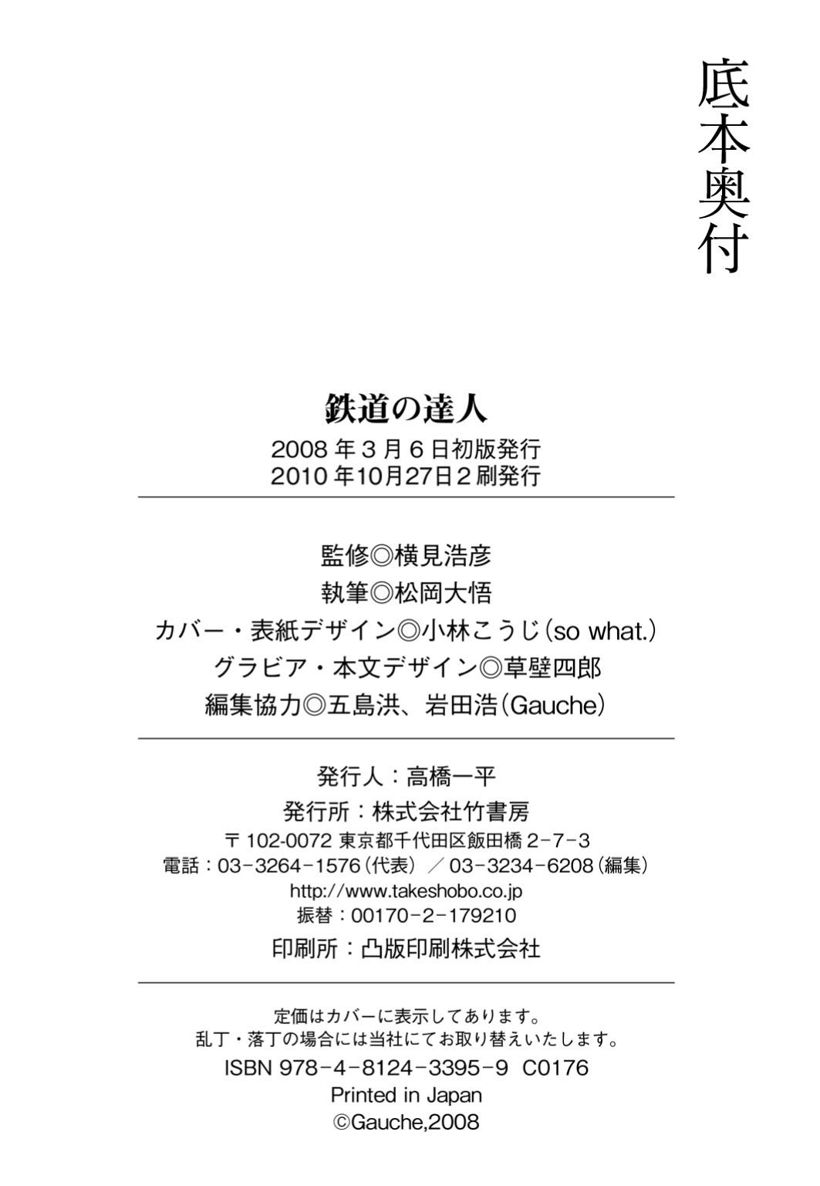 底本奥付
鉄道の達人
2008年3月6日初版発行
2010年10月27日2刷発行
監修◎横見浩彦
執筆◎松岡大悟
カバー・表紙デザイン◎小林こうじ（so what.）
グラビア・本文デザイン◎草壁四郎
編集協力◎五島洪、岩田浩（Gauche）
発行人：高橋一平
発行所：株式会社竹書房
〒102-0072 東京都千代田区飯田橋2−7−3
電話：03−3264−1576（代表）／03−3234−6208（編集）
http://www.takeshobo.co.jp
振替：00170−2−179210
印刷所：凸版印刷株式会社
定価はカバーに表示してあります。
乱丁・落丁の場合には当社にてお取り替えいたします。
ISBN 978−4−8124−3395−9 C0176
Printed in Japan
©Gauche,2008